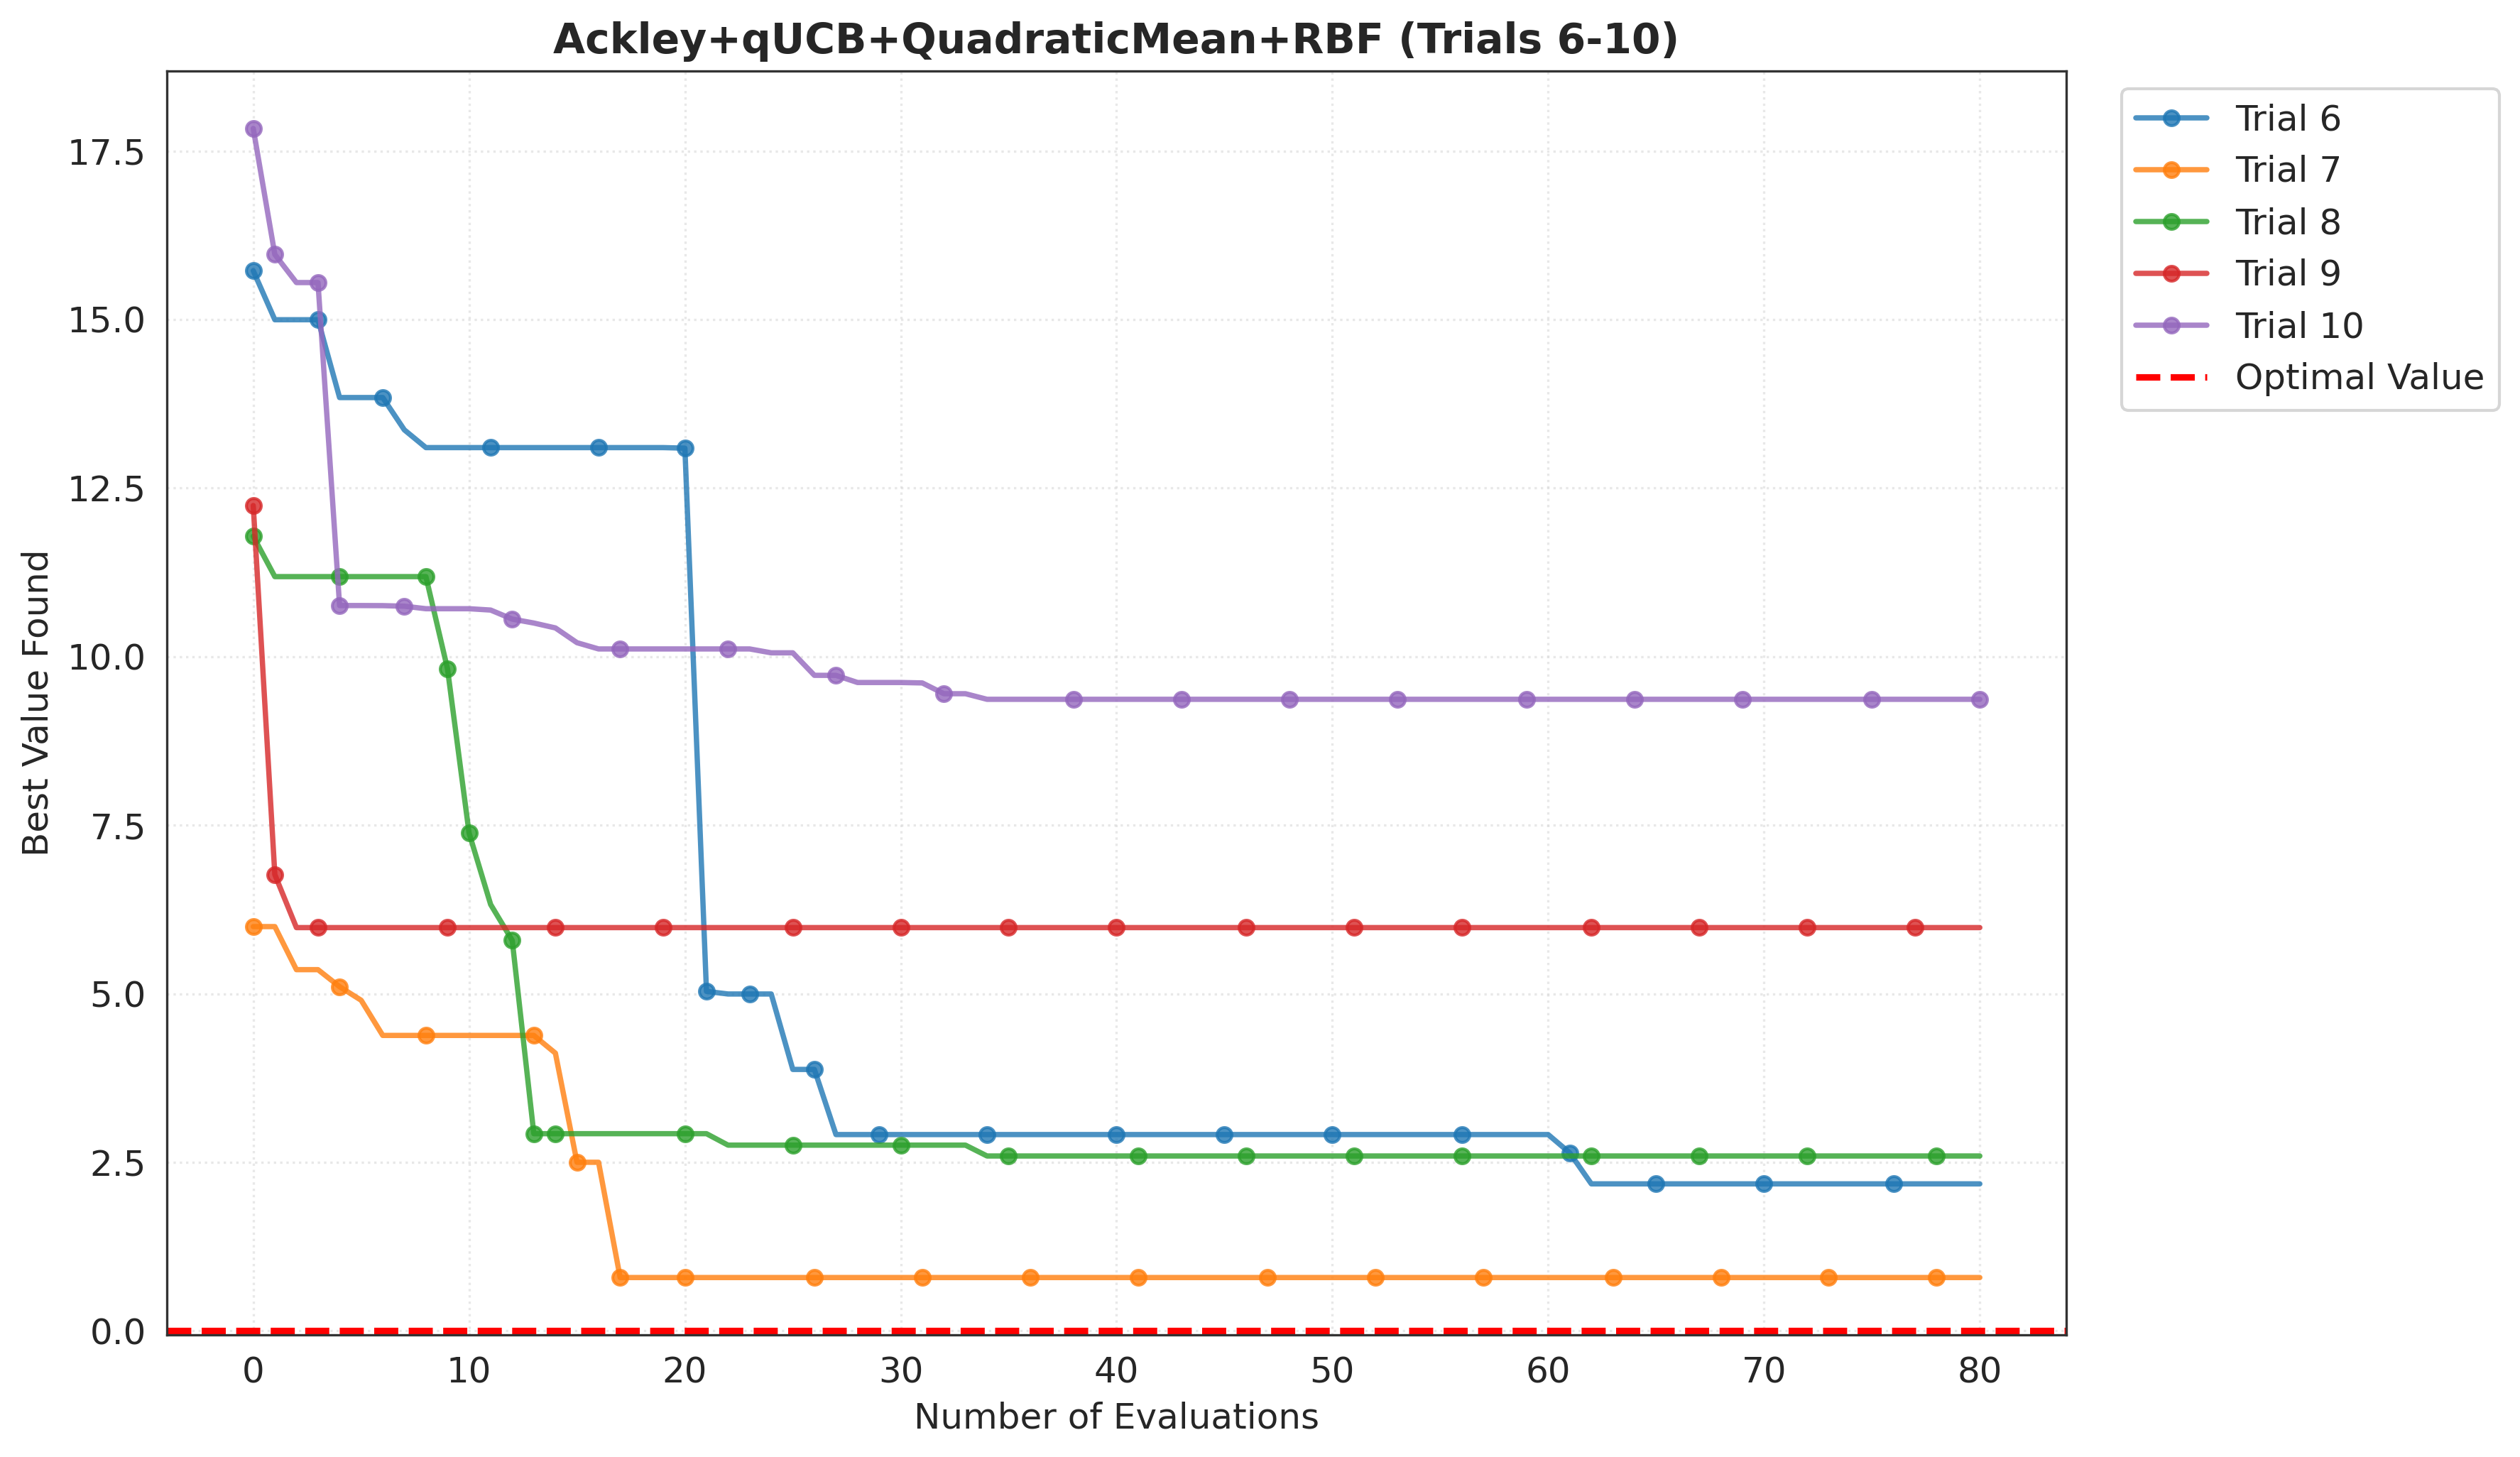 Ackley+qUCB+QuadraticMean+RBF (Trials 6-10)
Best Value Found
17.5
15.0
12.5
10.0
7.5
5.0
2.5
0.0
0 10 20 30 40 50 60 70 80
Number of Evaluations
Trial 6
Trial 7
Trial 8
Trial 9
Trial 10
Optimal Value